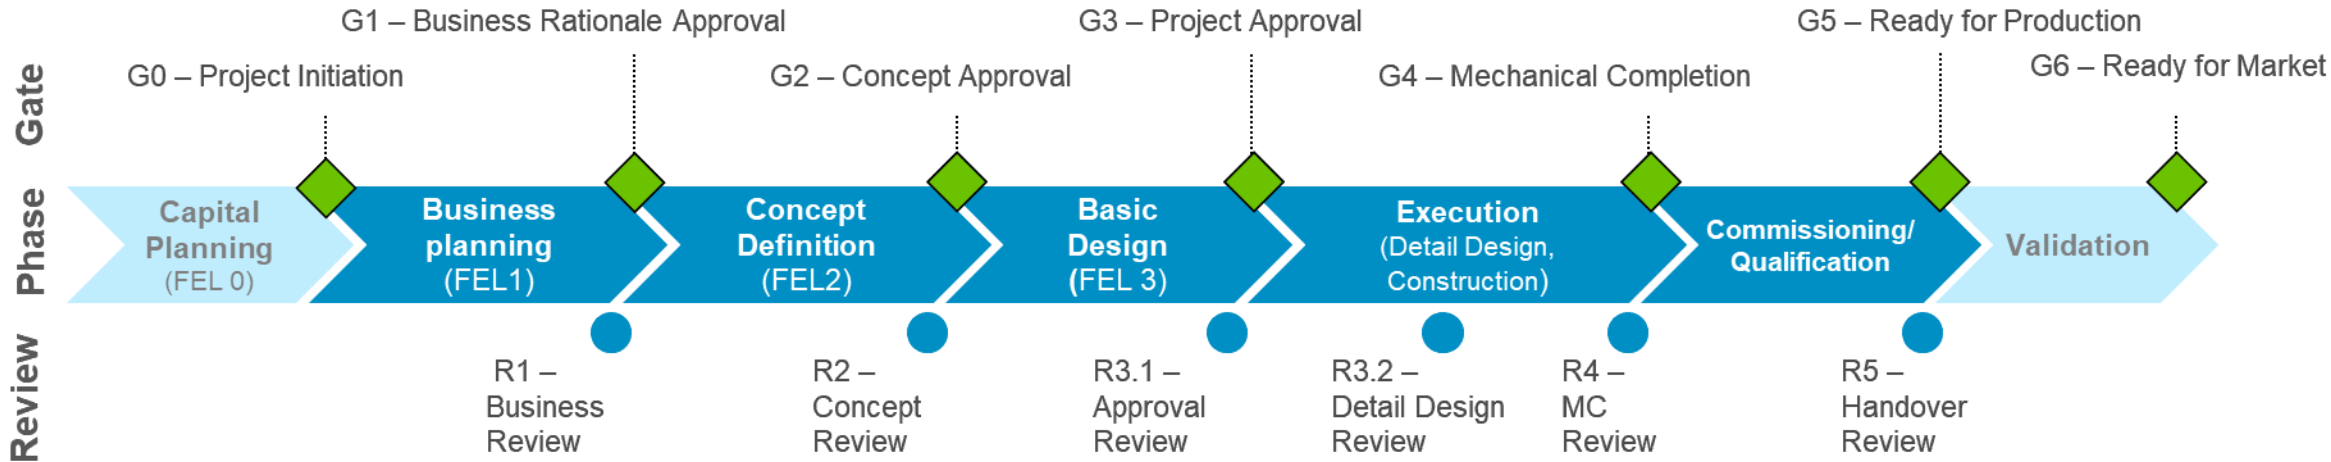 G1 – Business Rationale Approval
G3 – Project Approval
G5 – Ready for Production
G0 – Project Initiation
G2 – Concept Approval
G4 – Mechanical Completion
G6 – Ready for Market
Gate
Phase
Capital
Planning
(FEL 0)
Business
planning
(FEL1)
Concept
Definition
(FEL2)
Basic
Design
(FEL 3)
Execution
(Detail Design,
Construction)
Commissioning/
Qualification
Validation
Review
R1 –
Business
Review
R2 –
Concept
Review
R3.1 –
Approval
Review
R3.2 –
Detail Design
Review
R4 –
MC
Review
R5 –
Handover
Review